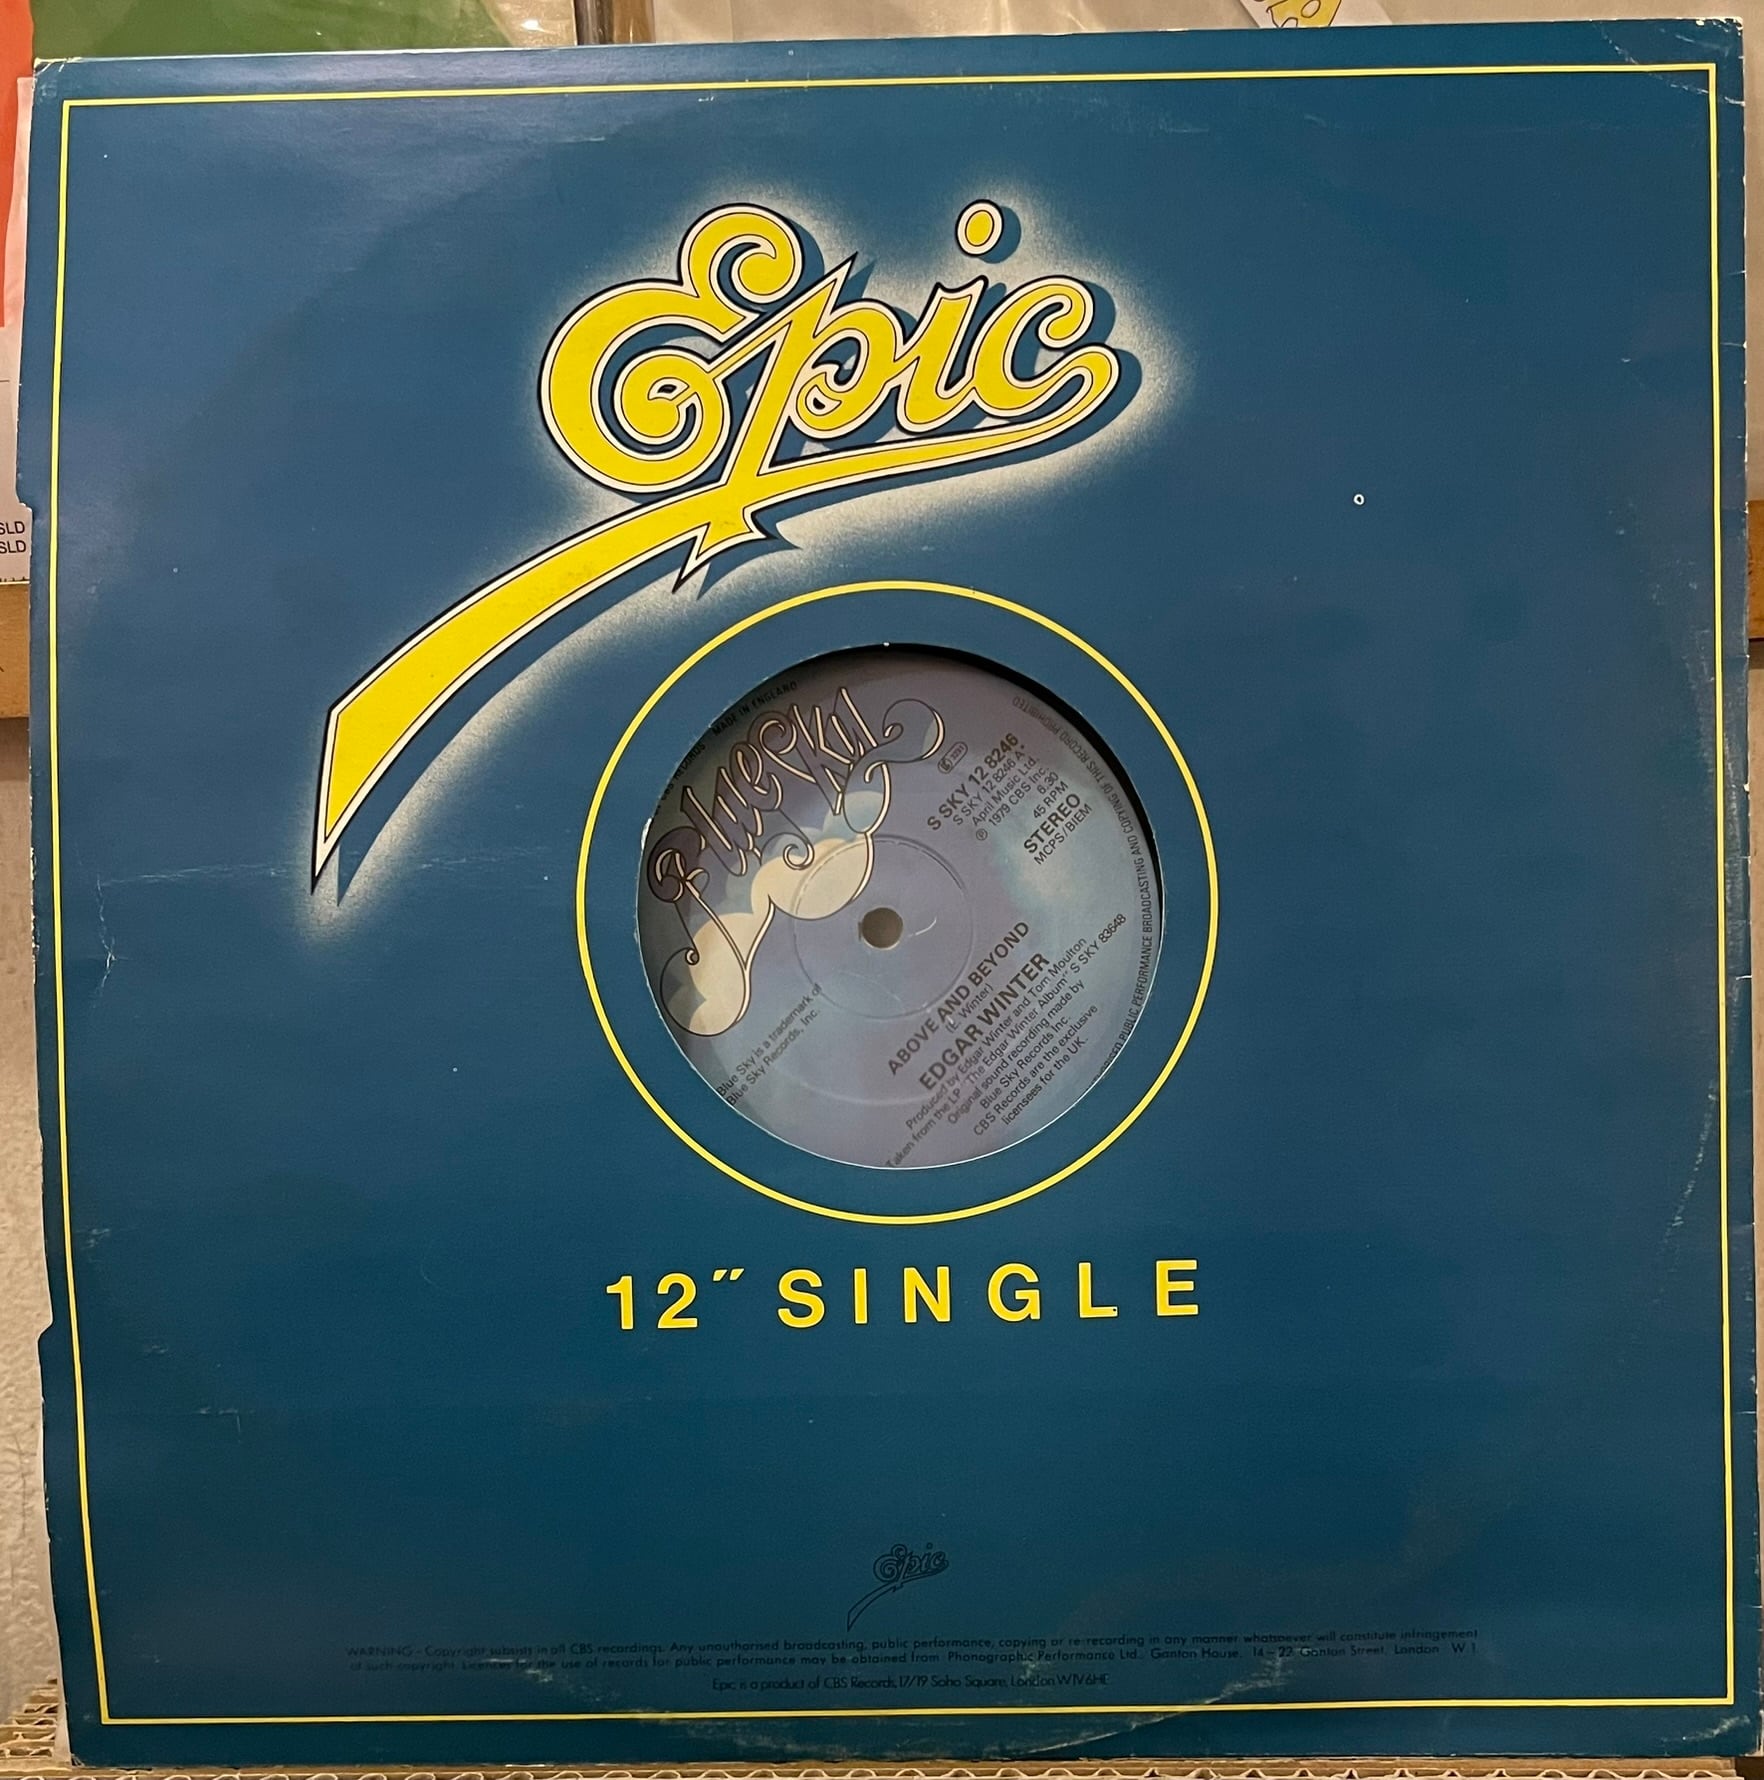 Epic
MADE IN ENGLAND
Blue Sky
3291
S SKY 12 8246
S SKY 12 8246 A*
April Music Ltd.
℗ 1979 CBS Inc.
6.30
45 RPM
STEREO
MCPS/BIEM
PUBLIC PERFORMANCE BROADCASTING AND COPYING OF THIS RECORD PROHIBITED
Blue Sky is a trademark of
Blue Sky Records, Inc.
ABOVE AND BEYOND
(E. Winter)
EDGAR WINTER
Produced by Edgar Winter and Tom Moulton
Taken from the LP "The Edgar Winter Album" S SKY 83648
Original sound recording made by
Blue Sky Records Inc.
CBS Records are the exclusive
licensees for the UK.
12" SINGLE
Epic
WARNING - Copyright subsists in all CBS recordings. Any unauthorised broadcasting, public performance, copying or re-recording in any manner whatsoever will constitute infringement
of such copyright. Licences for the use of records for public performance may be obtained from Phonographic Performance Ltd., Ganton House, 14-22 Ganton Street, London W.1
Epic is a product of CBS Records, 17/19 Soho Square, London W1V6HE
SLD
SLD